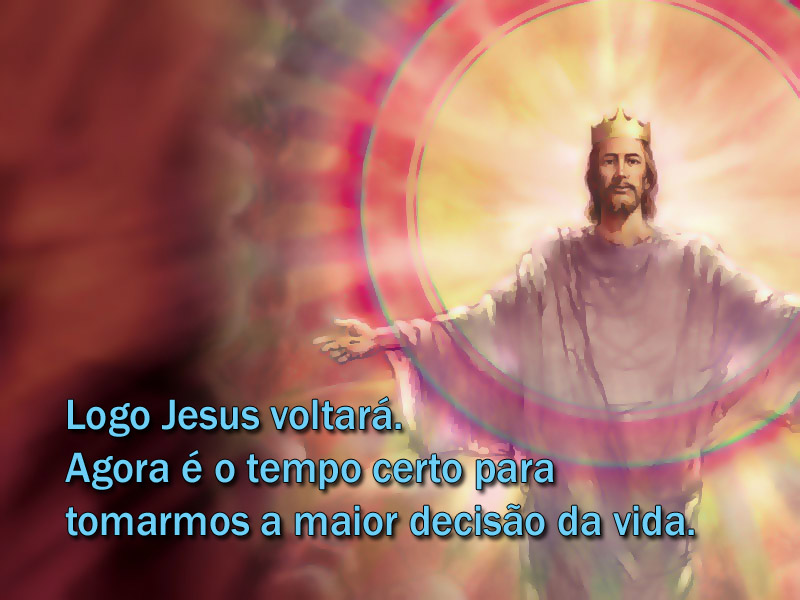 Logo Jesus voltará.
Agora é o tempo certo para
tomarmos a maior decisão da vida.